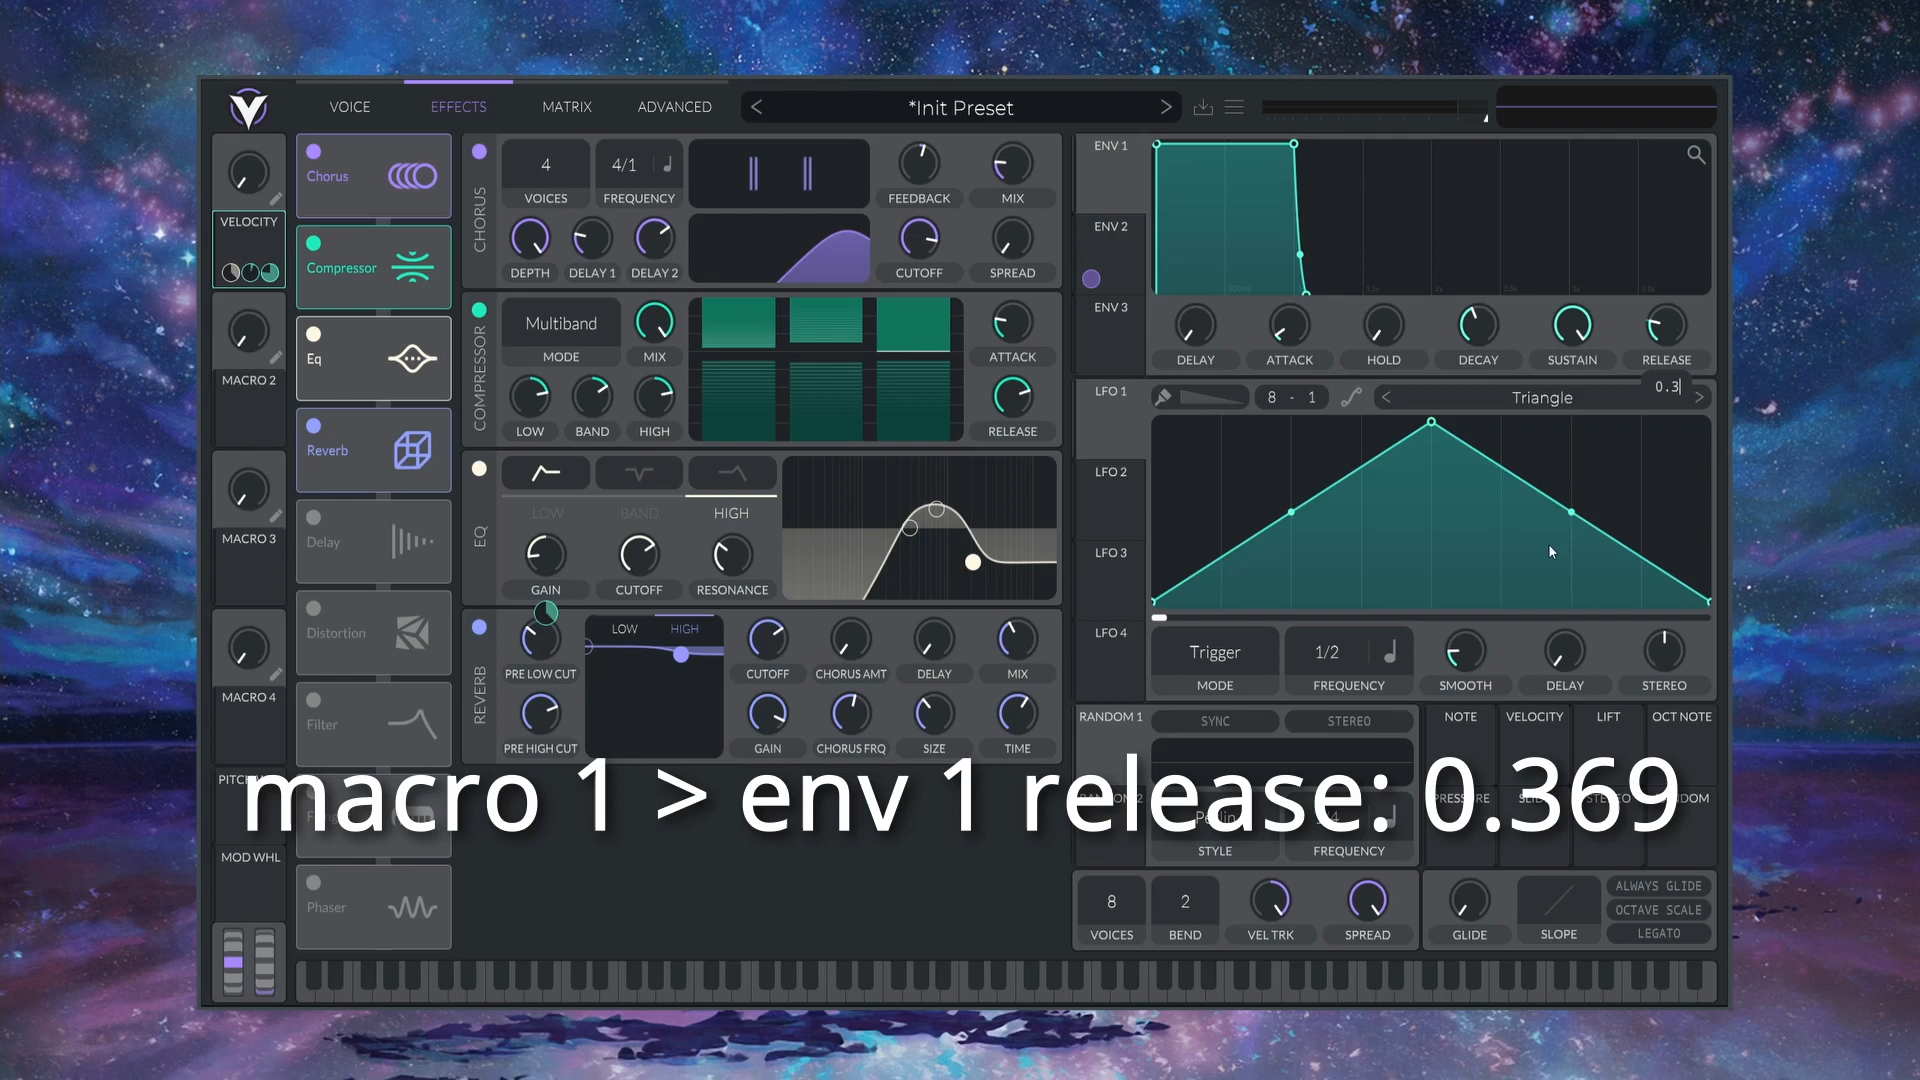 VOICE
EFFECTS
MATRIX
ADVANCED
*Init Preset
VELOCITY
MACRO 2
MACRO 3
MACRO 4
MOD WHL
Chorus
Compressor
Eq
Reverb
Delay
Distortion
Filter
Phaser
CHORUS
4
VOICES
4/1
FREQUENCY
FEEDBACK
MIX
DEPTH
DELAY 1
DELAY 2
CUTOFF
SPREAD
COMPRESSOR
Multiband
MODE
MIX
ATTACK
LOW
BAND
HIGH
RELEASE
EQ
LOW
BAND
HIGH
GAIN
CUTOFF
RESONANCE
REVERB
LOW
HIGH
PRE LOW CUT
CUTOFF
CHORUS AMT
DELAY
MIX
PRE HIGH CUT
GAIN
CHORUS FRQ
SIZE
TIME
ENV 1
ENV 2
ENV 3
DELAY
ATTACK
HOLD
DECAY
SUSTAIN
RELEASE
0.3
LFO 1
8 - 1
Triangle
LFO 2
LFO 3
LFO 4
Trigger
MODE
1/2
FREQUENCY
SMOOTH
DELAY
STEREO
RANDOM 1
SYNC
STEREO
NOTE
VELOCITY
LIFT
OCT NOTE
macro 1 > env 1 release: 0.369
STYLE
FREQUENCY
8
VOICES
2
BEND
VEL TRK
SPREAD
GLIDE
SLOPE
ALWAYS GLIDE
OCTAVE SCALE
LEGATO